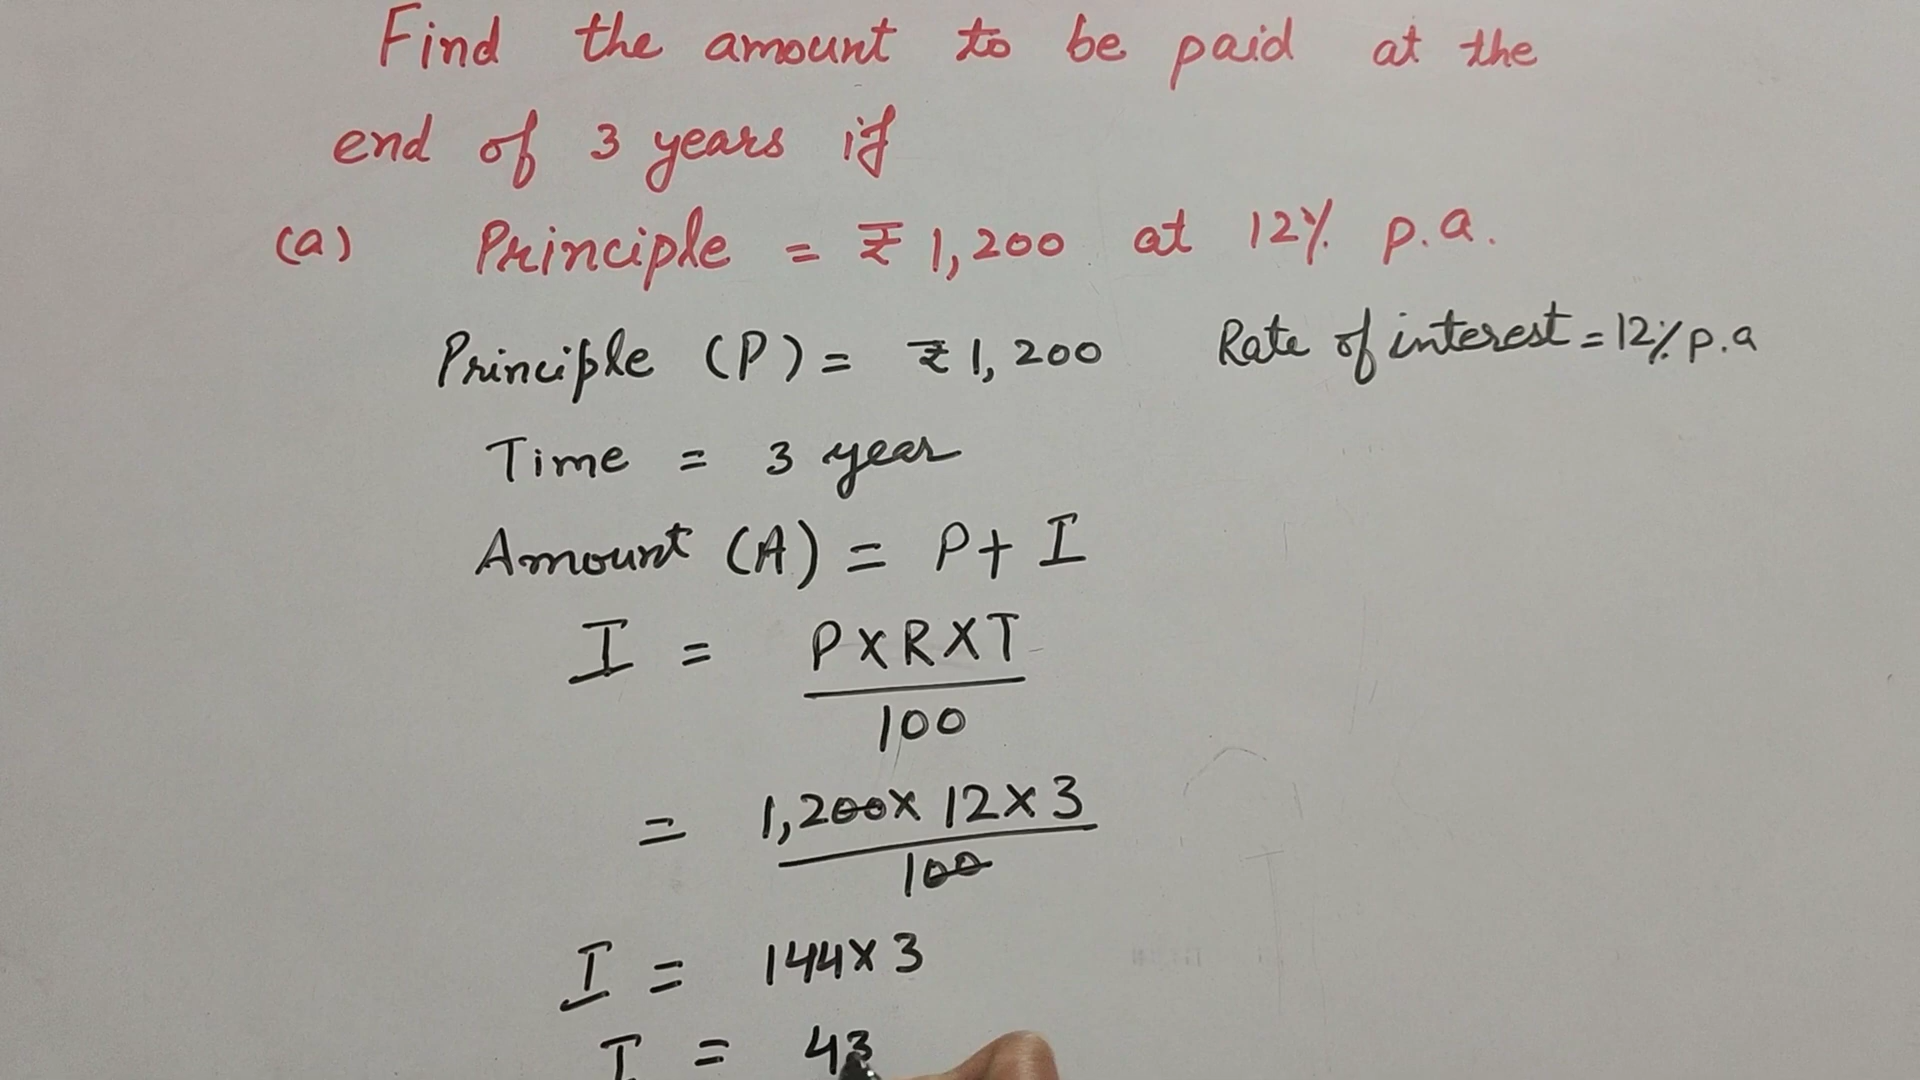 Find the amount to be paid at the
end of 3 years if
(a) Principle = ₹ 1,200 at 12% p.a.
Principle (P) = ₹ 1,200 Rate of interest = 12% p.a
Time = 3 year
Amount (A) = P + I
I = P X R X T
100
= 1,200 x 12 x 3
100
I = 144 x 3
I = 43